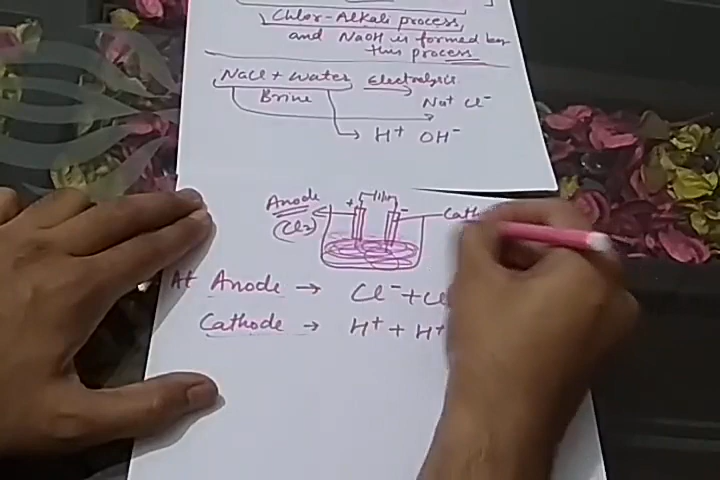 Chlor-Alkali process,
and NaOH is formed by
this process
NaCl + Water Electrolysis
Brine Na+ Cl-
H+ OH-
Anode + -
(Cl2)
At Anode → Cl- + Cl
Cathode → H+ + H+